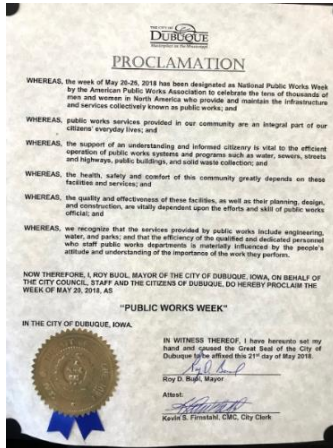 THE CITY OF
DUBUQUE
Masterpiece on the Mississippi
PROCLAMATION
WHEREAS, the week of May 20-26, 2018 has been designated as National Public Works Week
by the American Public Works Association to celebrate the tens of thousands of
men and women in North America who provide and maintain the infrastructure
and services collectively known as public works; and
WHEREAS, public works services provided in our community are an integral part of our
citizens' everyday lives; and
WHEREAS, the support of an understanding and informed citizenry is vital to the efficient
operation of public works systems and programs such as water, sewers, streets
and highways, public buildings, and solid waste collection; and
WHEREAS, the health, safety and comfort of this community greatly depends on these
facilities and services; and
WHEREAS, the quality and effectiveness of these facilities, as well as their planning, design,
and construction, are vitally dependent upon the efforts and skill of public works
official; and
WHEREAS, we recognize that the services provided by public works include engineering,
water, and parks; and that the efficiency of the qualified and dedicated personnel
who staff public works departments is materially influenced by the people's
attitude and understanding of the importance of the work they perform.
NOW THEREFORE, I, ROY BUOL, MAYOR OF THE CITY OF DUBUQUE, IOWA, ON BEHALF OF
THE CITY COUNCIL, STAFF AND THE CITIZENS OF DUBUQUE, DO HEREBY PROCLAIM THE
WEEK OF MAY 20, 2018, AS
"PUBLIC WORKS WEEK"
IN THE CITY OF DUBUQUE, IOWA.
IN WITNESS THEREOF, I have hereunto set my
hand and caused the Great Seal of the City of
Dubuque to be affixed this 21st day of May 2018.
Roy D. Buol, Mayor
Attest:
Kevin S. Firnstahl, CMC, City Clerk